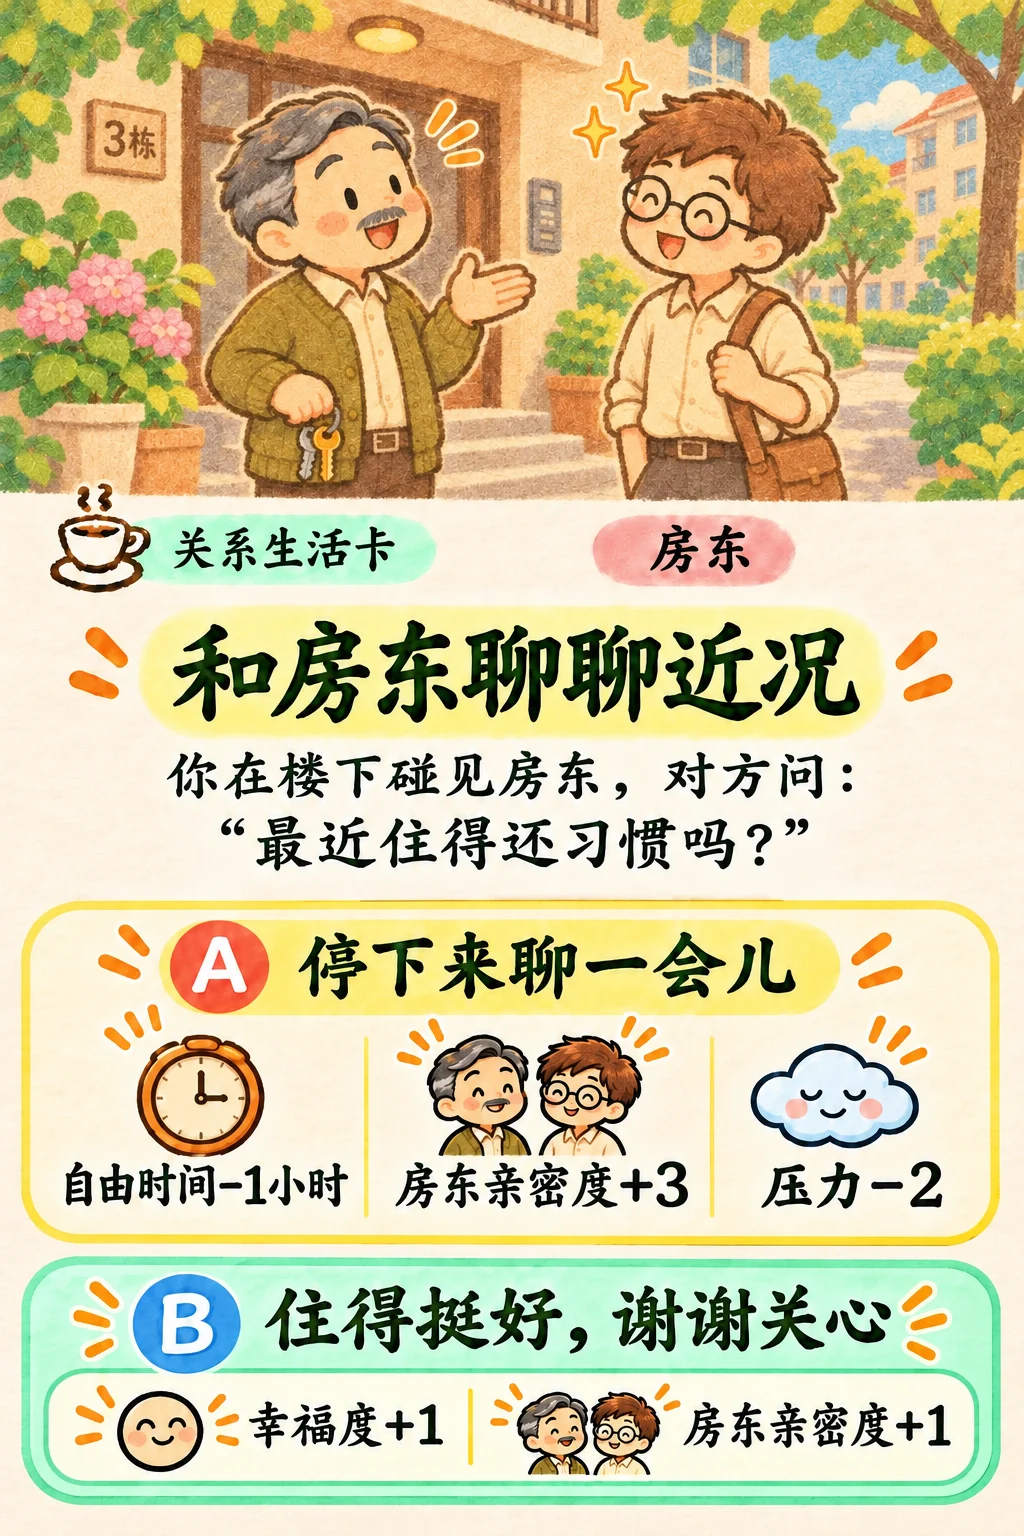 3栋
关系生活卡
房东
和房东聊聊近况
你在楼下碰见房东，对方问：
“最近住得还习惯吗？”
A 停下来聊一会儿
自由时间-1小时
房东亲密度+3
压力-2
B 住得挺好，谢谢关心
幸福度+1
房东亲密度+1